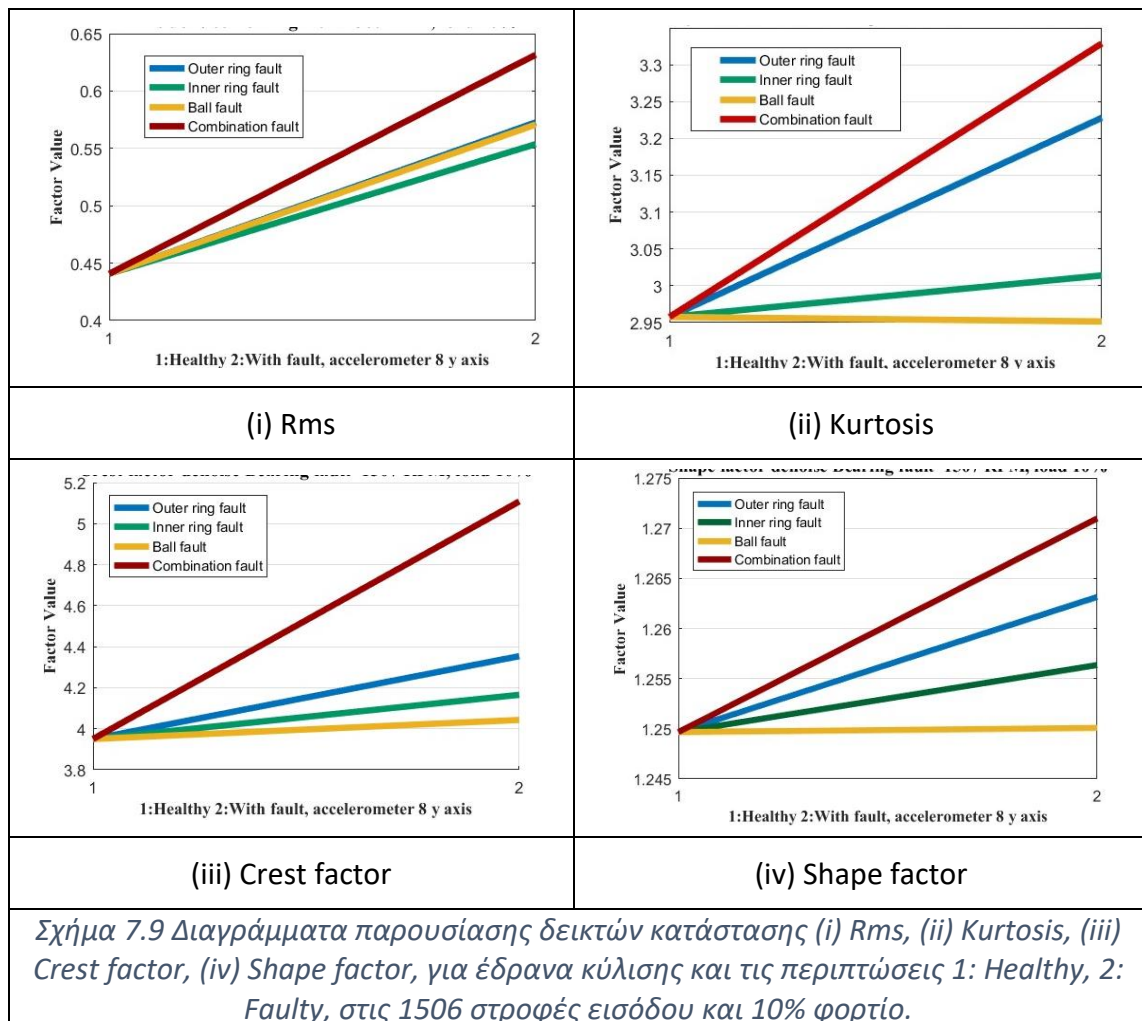 0.65
0.6
0.55
0.5
0.45
0.4
Factor Value
Outer ring fault
Inner ring fault
Ball fault
Combination fault
1
2
1:Healthy 2:With fault, accelerometer 8 y axis
(i) Rms
3.3
3.25
3.2
3.15
3.1
3.05
3
2.95
Factor Value
Outer ring fault
Inner ring fault
Ball fault
Combination fault
1
2
1:Healthy 2:With fault, accelerometer 8 y axis
(ii) Kurtosis
5.2
5
4.8
4.6
4.4
4.2
4
3.8
Factor Value
Outer ring fault
Inner ring fault
Ball fault
Combination fault
1
2
1:Healthy 2:With fault, accelerometer 8 y axis
(iii) Crest factor
Shape factor denoise Bearing fault 1507 RPM, load 10%
1.275
1.27
1.265
1.26
1.255
1.25
1.245
Factor Value
Outer ring fault
Inner ring fault
Ball fault
Combination fault
1
2
1:Healthy 2:With fault, accelerometer 8 y axis
(iv) Shape factor
Σχήμα 7.9 Διαγράμματα παρουσίασης δεικτών κατάστασης (i) Rms, (ii) Kurtosis, (iii)
Crest factor, (iv) Shape factor, για έδρανα κύλισης και τις περιπτώσεις 1: Healthy, 2:
Faulty, στις 1506 στροφές εισόδου και 10% φορτίο.